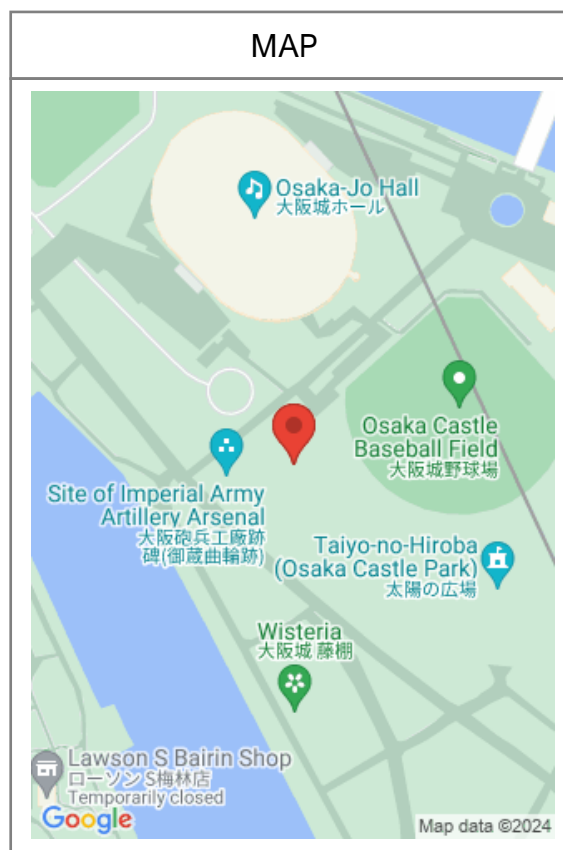 MAP
Osaka-Jo Hall
大阪城ホール
Osaka Castle
Baseball Field
大阪城野球場
Site of Imperial Army
Artillery Arsenal
大阪砲兵工廠跡
碑(御蔵曲輪跡)
Taiyo-no-Hiroba
(Osaka Castle Park)
太陽の広場
Wisteria
大阪城 藤棚
Lawson S Bairin Shop
ローソン S梅林店
Temporarily closed
Google
Map data ©2024